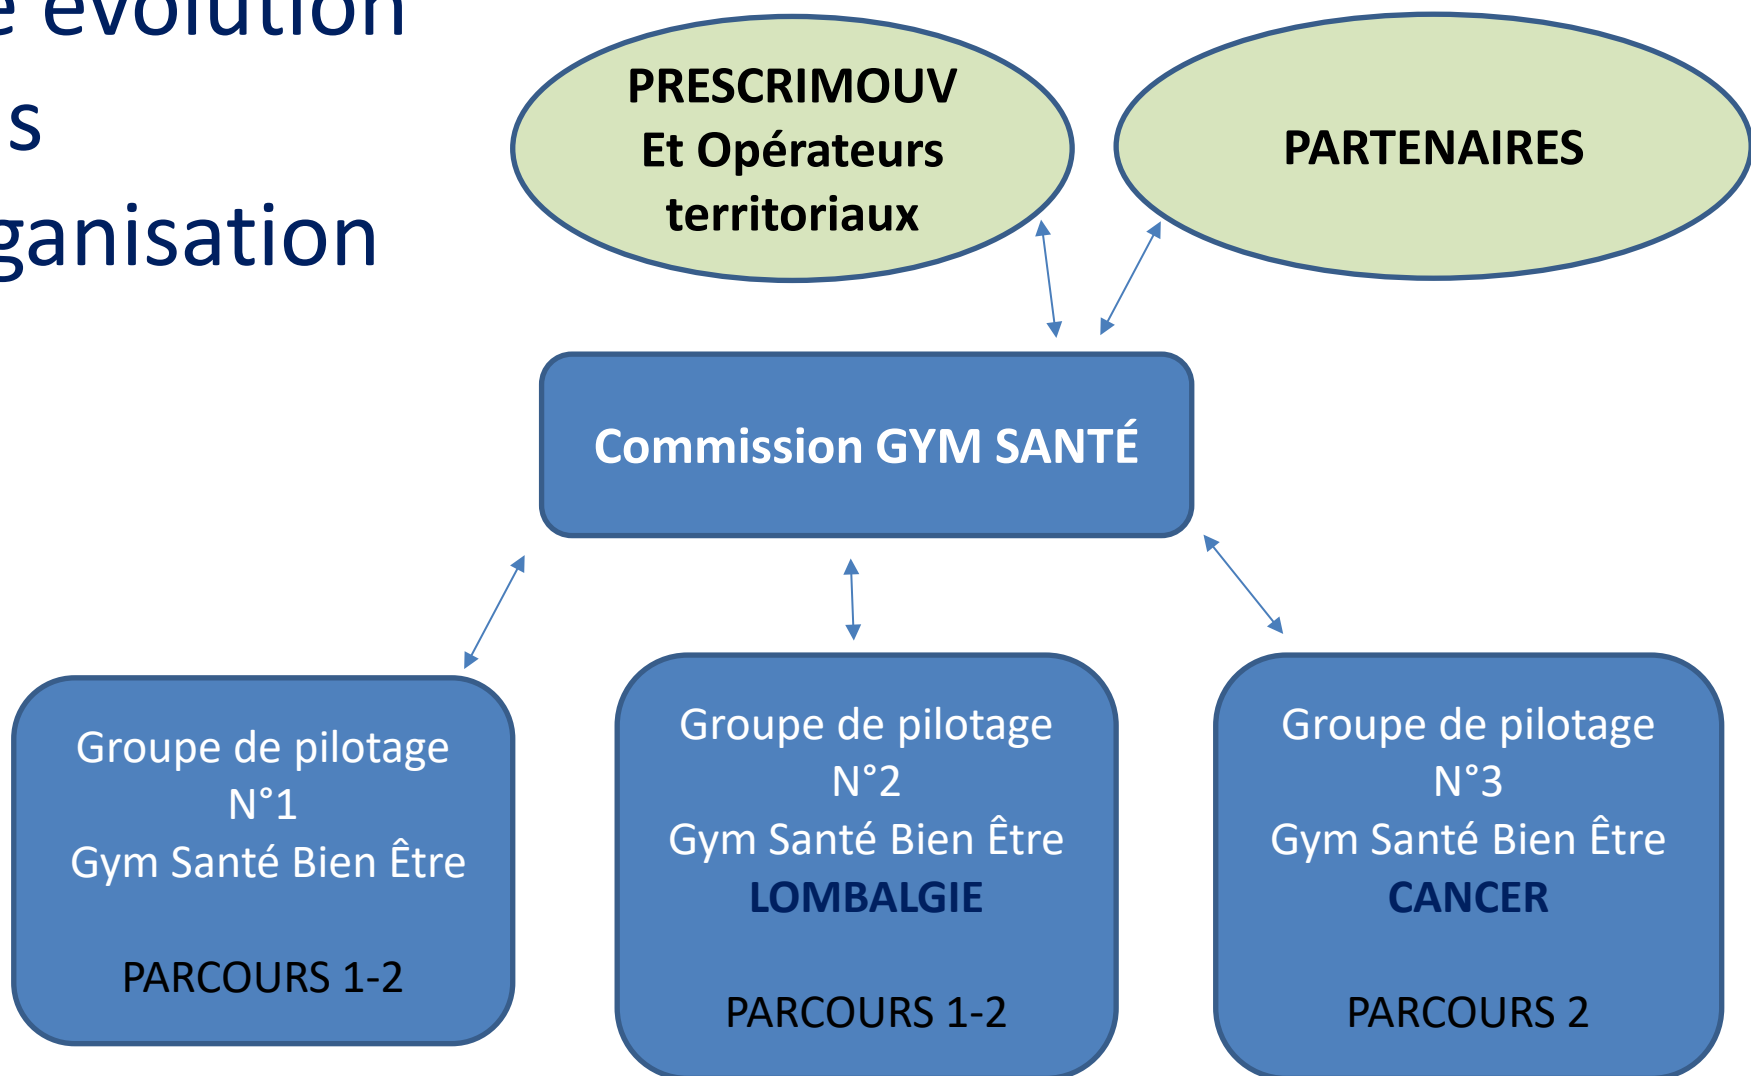 e évolution
s
ganisation
PRESCRIMOUV
Et Opérateurs
territoriaux
PARTENAIRES
Commission GYM SANTÉ
Groupe de pilotage
N°1
Gym Santé Bien Être
PARCOURS 1-2
Groupe de pilotage
N°2
Gym Santé Bien Être
LOMBALGIE
PARCOURS 1-2
Groupe de pilotage
N°3
Gym Santé Bien Être
CANCER
PARCOURS 2